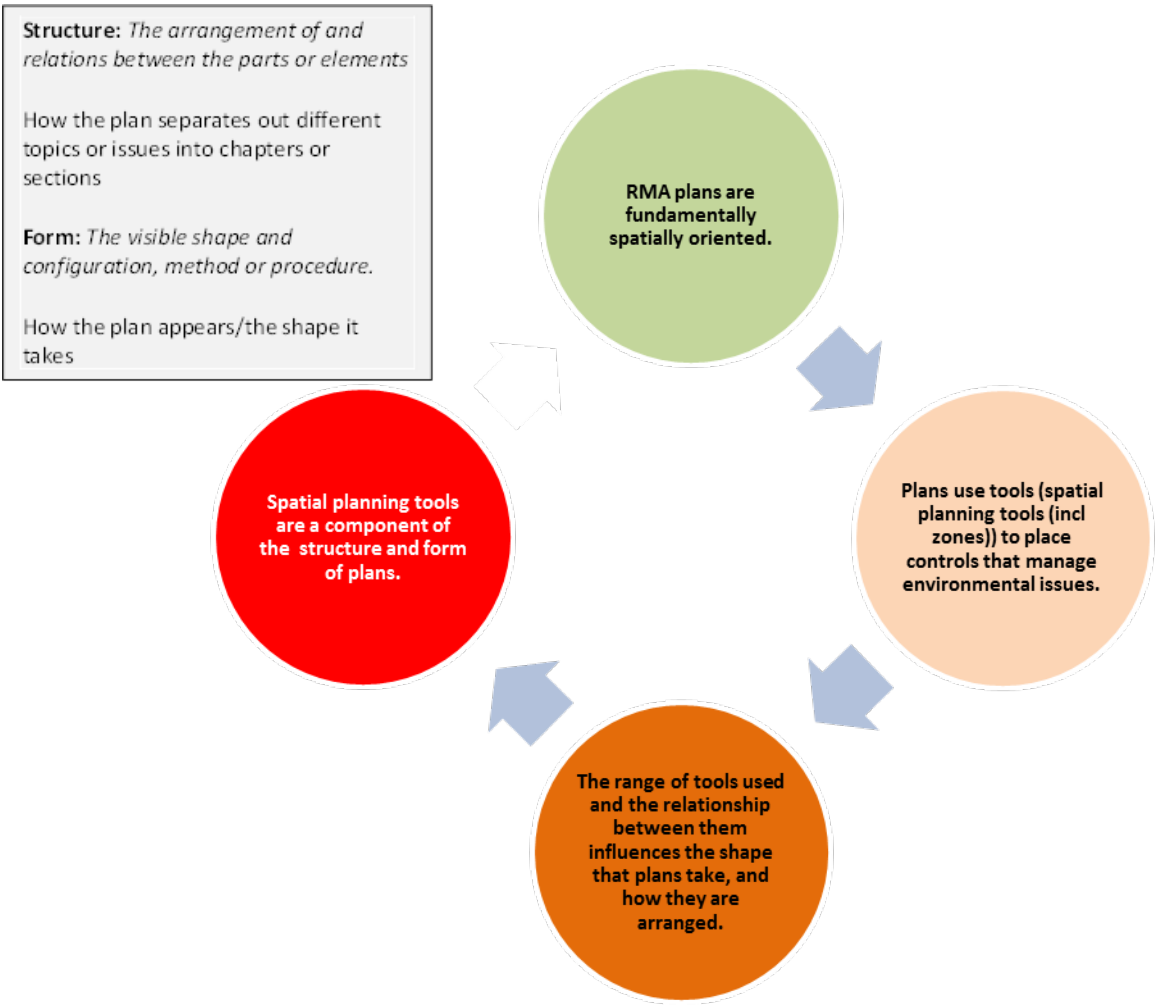 Structure: The arrangement of and
relations between the parts or elements
How the plan separates out different
topics or issues into chapters or
sections
Form: The visible shape and
configuration, method or procedure.
How the plan appears/the shape it
takes
RMA plans are
fundamentally
spatially oriented.
Plans use tools (spatial
planning tools (incl
zones)) to place
controls that manage
environmental issues.
The range of tools used
and the relationship
between them
influences the shape
that plans take, and
how they are
arranged.
Spatial planning tools
are a component of
the structure and form
of plans.